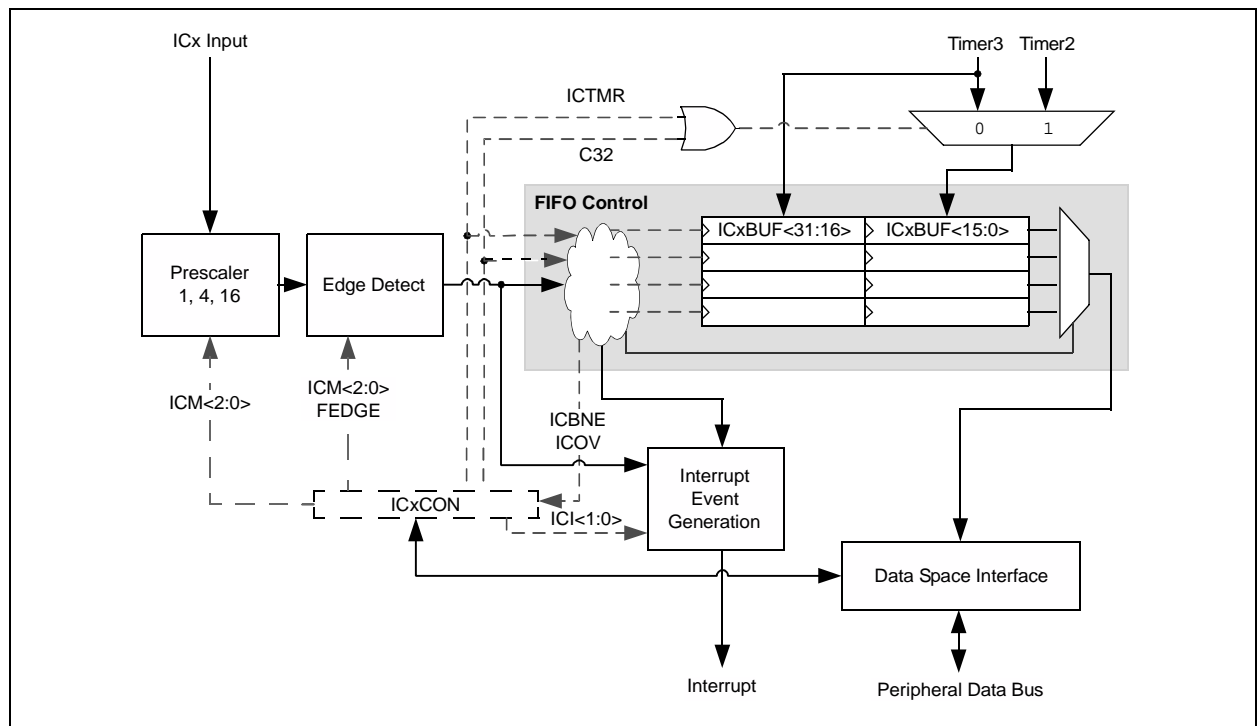 ICx Input
Timer3 Timer2
ICTMR
0 1
C32
FIFO Control
ICxBUF<31:16> ICxBUF<15:0>
Prescaler
1, 4, 16
Edge Detect
ICM<2:0>
ICM<2:0>
FEDGE
ICBNE
ICOV
Interrupt
Event
Generation
ICxCON
ICI<1:0>
Data Space Interface
Interrupt
Peripheral Data Bus